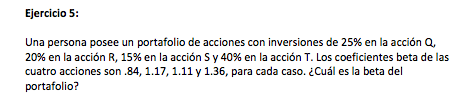 Ejercicio 5:
Una persona posee un portafolio de acciones con inversiones de 25% en la acción Q,
20% en la acción R, 15% en la acción S y 40% en la acción T. Los coeficientes beta de las
cuatro acciones son .84, 1.17, 1.11 y 1.36, para cada caso. ¿Cuál es la beta del
portafolio?